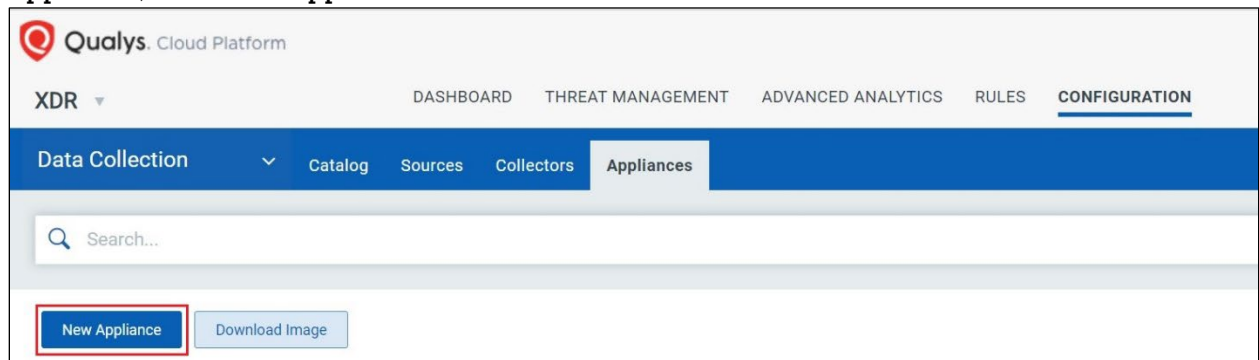 Qualys. Cloud Platform
XDR
DASHBOARD THREAT MANAGEMENT ADVANCED ANALYTICS RULES CONFIGURATION
Data Collection Catalog Sources Collectors Appliances
Search...
New Appliance Download Image